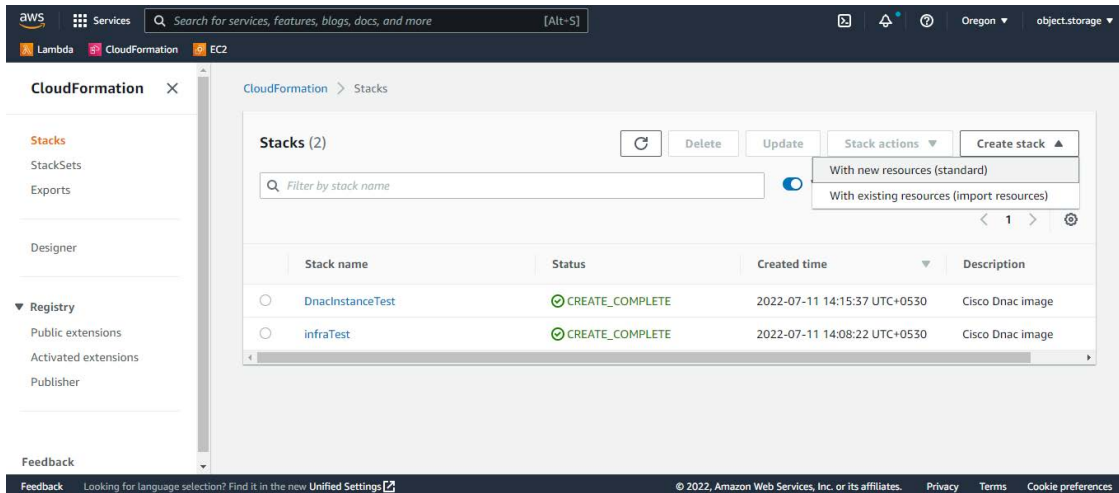 aws
Services
Search for services, features, blogs, docs, and more
[Alt+S]
Oregon ▼
object.storage ▼
Lambda
CloudFormation
EC2
CloudFormation
CloudFormation > Stacks
Stacks
StackSets
Exports
Designer
▼ Registry
Public extensions
Activated extensions
Publisher
Feedback
Stacks (2)
Delete
Update
Stack actions ▼
Create stack ▲
With new resources (standard)
With existing resources (import resources)
Filter by stack name
< 1 >
Stack name Status Created time ▼ Description
DnacInstanceTest CREATE_COMPLETE 2022-07-11 14:15:37 UTC+0530 Cisco Dnac image
infraTest CREATE_COMPLETE 2022-07-11 14:08:22 UTC+0530 Cisco Dnac image
Feedback Looking for language selection? Find it in the new Unified Settings © 2022, Amazon Web Services, Inc. or its affiliates. Privacy Terms Cookie preferences